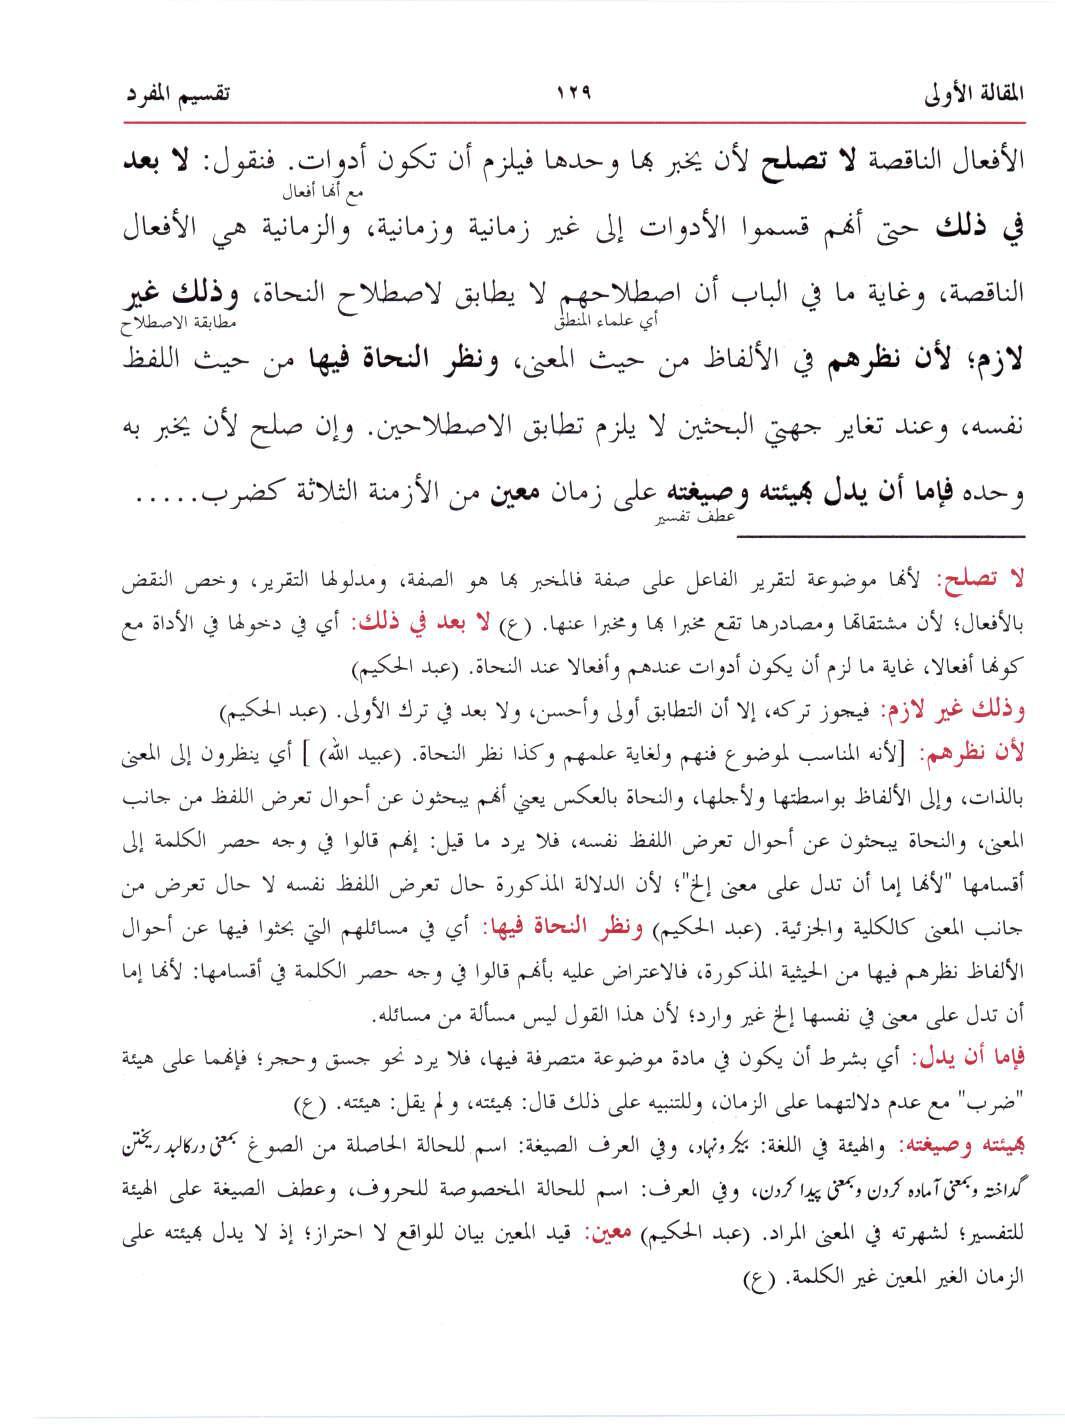 المقالة الأولى ١٢٩ تقسيم المفرد
الأفعال الناقصة لا تصلح لأن يخبر بها وحدها فيلزم أن تكون أدوات. فنقول: لا بعد
مع أنها أفعال
في ذلك حتى أنهم قسموا الأدوات إلى غير زمانية وزمانية، والزمانية هي الأفعال
الناقصة، وغاية ما في الباب أن اصطلاحهم لا يطابق لاصطلاح النحاة، وذلك غير
أي علماء المنطق مطابقة الاصطلاح
لازم؛ لأن نظرهم في الألفاظ من حيث المعنى، ونظر النحاة فيها من حيث اللفظ
نفسه، وعند تغاير جهتي البحثين لا يلزم تطابق الاصطلاحين. وإن صلح لأن يخبر به
وحده فإما أن يدل بهيئته وصيغته على زمان معين من الأزمنة الثلاثة كضرب.....
عطف تفسير
لا تصلح: لأنها موضوعة لتقرير الفاعل على صفة فالمخبر بها هو الصفة، ومدلولها التقرير، وخص النقض
بالأفعال؛ لأن مشتقاتها ومصادرها تقع مخبرا بها ومخبرا عنها. (ع) لا بعد في ذلك: أي في دخولها في الأداة مع
كونها أفعالا، غاية ما لزم أن يكون أدوات عندهم وأفعالا عند النحاة. (عبد الحكيم)
وذلك غير لازم: فيجوز تركه، إلا أن التطابق أولى وأحسن، ولا بعد في ترك الأولى. (عبد الحكيم)
لأن نظرهم: [لأنه المناسب لموضوع فنهم ولغاية علمهم وكذا نظر النحاة. (عبيد الله) ] أي ينظرون إلى المعنى
بالذات، وإلى الألفاظ بواسطتها ولأجلها، والنحاة بالعكس يعني أنهم يبحثون عن أحوال تعرض اللفظ من جانب
المعنى، والنحاة يبحثون عن أحوال تعرض اللفظ نفسه، فلا يرد ما قيل: إنهم قالوا في وجه حصر الكلمة إلى
أقسامها "لأنها إما أن تدل على معنى إلخ"؛ لأن الدلالة المذكورة حال تعرض اللفظ نفسه لا حال تعرض من
جانب المعنى كالكلية والجزئية. (عبد الحكيم) ونظر النحاة فيها: أي في مسائلهم التي بحثوا فيها عن أحوال
الألفاظ نظرهم فيها من الحيثية المذكورة، فالاعتراض عليه بأنهم قالوا في وجه حصر الكلمة في أقسامها: لأنها إما
أن تدل على معنى في نفسها إلخ غير وارد؛ لأن هذا القول ليس مسألة من مسائله.
فإما أن يدل: أي بشرط أن يكون في مادة موضوعة متصرفة فيها، فلا يرد نحو جسق وحجر؛ فإنهما على هيئة
"ضرب" مع عدم دلالتهما على الزمان، وللتنبيه على ذلك قال: بهيئته، ولم يقل: هيئته. (ع)
بهيئته وصيغته: والهيئة في اللغة: پیکر ونہاد، وفي العرف الصيغة: اسم للحالة الحاصلة من الصوغ بمعنی در کالبد ریختن
گداختہ وبمعنی آمادہ کردن وبمعنی پیدا کردن، وفي العرف: اسم للحالة المخصوصة للحروف، وعطف الصيغة على الهيئة
للتفسير؛ لشهرته في المعنى المراد. (عبد الحكيم) معين: قيد المعين بيان للواقع لا احتراز؛ إذ لا يدل بهيئته على
الزمان الغير المعين غير الكلمة. (ع)